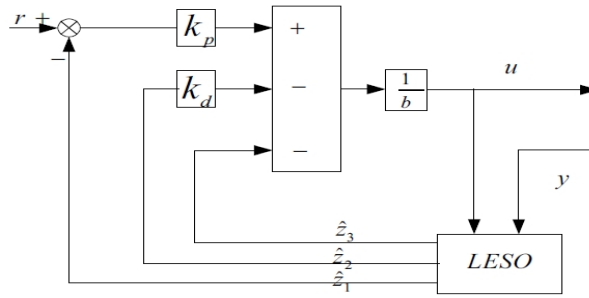 r + k_p +
−
k_d − 1/b u
−
y
ẑ_3
ẑ_2 LESO
ẑ_1